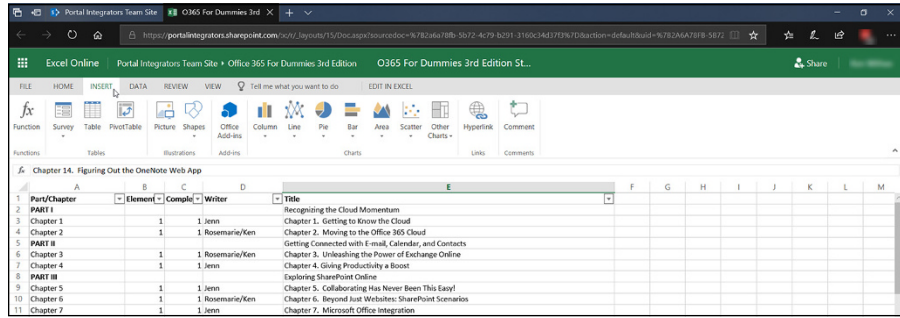 Portal Integrators Team Site O365 For Dummies 3rd
https://portalintegrators.sharepoint.com/:x:/r/_layouts/15/Doc.aspx?sourcedoc=%782a6a78fb-5b72-4c79-b291-3160c34d37f3%7D&action=default&uid=%782A6A78FB-5872
Excel Online Portal Integrators Team Site Office 365 For Dummies 3rd Edition O365 For Dummies 3rd Edition St... Share
FILE HOME INSERT DATA REVIEW VIEW Tell me what you want to do EDIT IN EXCEL
Function Survey Table PivotTable Picture Shapes Office Add-ins Column Line Pie Bar Area Scatter Other Charts Hyperlink Comment
Functions Tables Illustrations Add-ins Charts Links Comments
fx Chapter 14. Figuring Out the OneNote Web App
A B C D E F G H I J K L M
1 Part/Chapter Element Comple Writer Title
2 PART I Recognizing the Cloud Momentum
3 Chapter 1 1 1 Jenn Chapter 1. Getting to Know the Cloud
4 Chapter 2 1 1 Rosemarie/Ken Chapter 2. Moving to the Office 365 Cloud
5 PART II Getting Connected with E-mail, Calendar, and Contacts
6 Chapter 3 1 1 Rosemarie/Ken Chapter 3. Unleashing the Power of Exchange Online
7 Chapter 4 1 1 Jenn Chapter 4. Giving Productivity a Boost
8 PART III Exploring SharePoint Online
9 Chapter 5 1 1 Jenn Chapter 5. Collaborating Has Never Been This Easy!
10 Chapter 6 1 1 Rosemarie/Ken Chapter 6. Beyond Just Websites: SharePoint Scenarios
11 Chapter 7 1 1 Jenn Chapter 7. Microsoft Office Integration